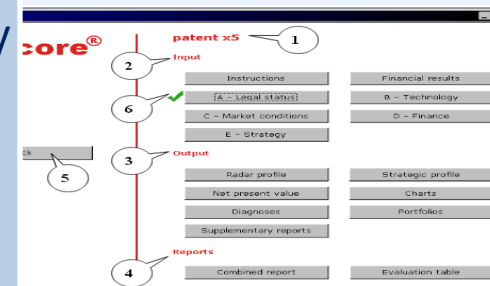 core®
patent x5
1
2
Input
Instructions
Financial results
6
A - Legal status
B - Technology
C - Market conditions
D - Finance
E - Strategy
ck
5
3
Output
Radar profile
Strategic profile
Net present value
Charts
Diagnoses
Portfolios
Supplementary reports
Reports
4
Combined report
Evaluation table